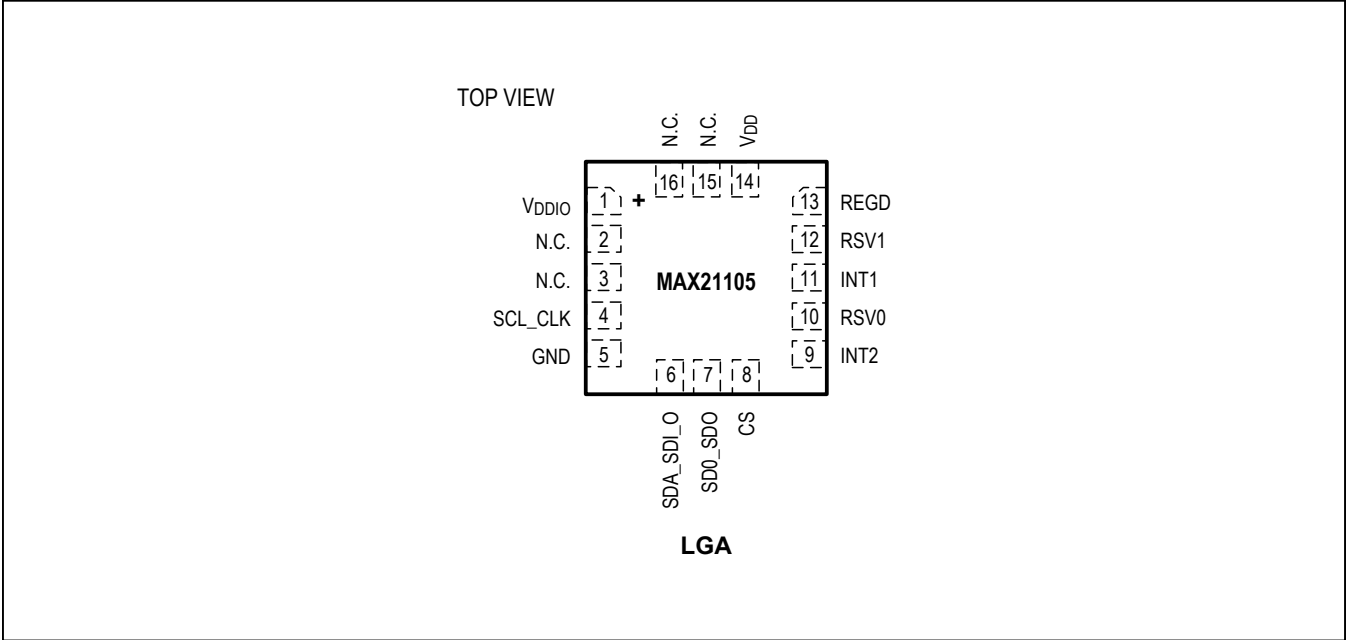 TOP VIEW
N.C.
N.C.
VDD
16
15
14
VDDIO
1
+
13
REGD
N.C.
2
12
RSV1
N.C.
3
MAX21105
11
INT1
SCL_CLK
4
10
RSV0
GND
5
9
INT2
6
7
8
SDA_SDI_O
SD0_SDO
CS
LGA